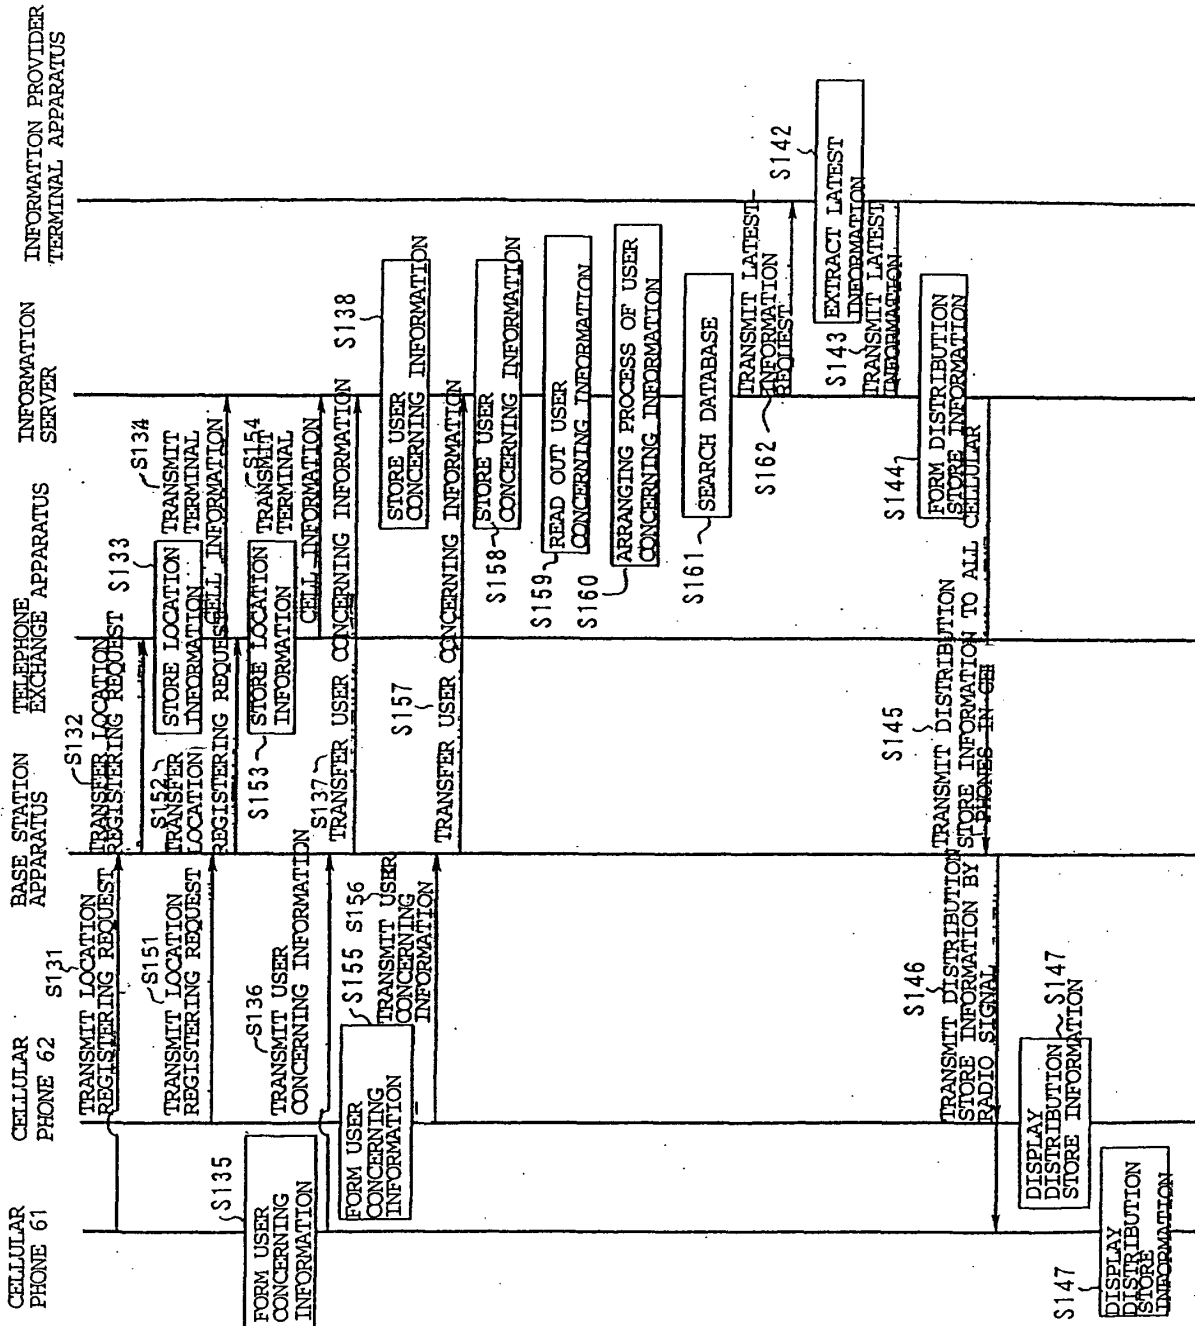 CELLULAR
PHONE 61
CELLULAR
PHONE 62
BASE STATION
APPARATUS
TELEPHONE
EXCHANGE APPARATUS
INFORMATION
SERVER
INFORMATION PROVIDER
TERMINAL APPARATUS
S131
TRANSMIT LOCATION
REGISTERING REQUEST
S132
TRANSFER LOCATION
REGISTERING REQUEST
S133
STORE LOCATION
INFORMATION
S134
TRANSMIT
TERMINAL
CELL INFORMATION
S151
TRANSMIT LOCATION
REGISTERING REQUEST
S152
TRANSFER
LOCATION
REGISTERING REQUEST
S153
STORE LOCATION
INFORMATION
S154
TRANSMIT
TERMINAL
CELL INFORMATION
S135
FORM USER
CONCERNING
INFORMATION
S136
TRANSMIT USER
CONCERNING INFORMATION
S137
TRANSFER USER CONCERNING INFORMATION
S138
STORE USER
CONCERNING INFORMATION
S155
FORM USER
CONCERNING
INFORMATION
S156
TRANSMIT USER
CONCERNING
INFORMATION
S157
TRANSFER USER CONCERNING INFORMATION
S158
STORE USER
CONCERNING INFORMATION
S159
READ OUT USER
CONCERNING INFORMATION
S160
ARRANGING PROCESS OF USER
CONCERNING INFORMATION
S161
SEARCH DATABASE
S162
TRANSMIT LATEST
INFORMATION
REQUEST
S142
EXTRACT LATEST
INFORMATION
S143
TRANSMIT LATEST
INFORMATION
S144
FORM DISTRIBUTION
STORE INFORMATION
S145
TRANSMIT DISTRIBUTION
STORE INFORMATION TO ALL CELLULAR
PHONES IN
S146
TRANSMIT DISTRIBUTION
STORE INFORMATION BY
RADIO SIGNAL
S147
DISPLAY
DISTRIBUTION
STORE INFORMATION
S147
DISPLAY
DISTRIBUTION
STORE
INFORMATION